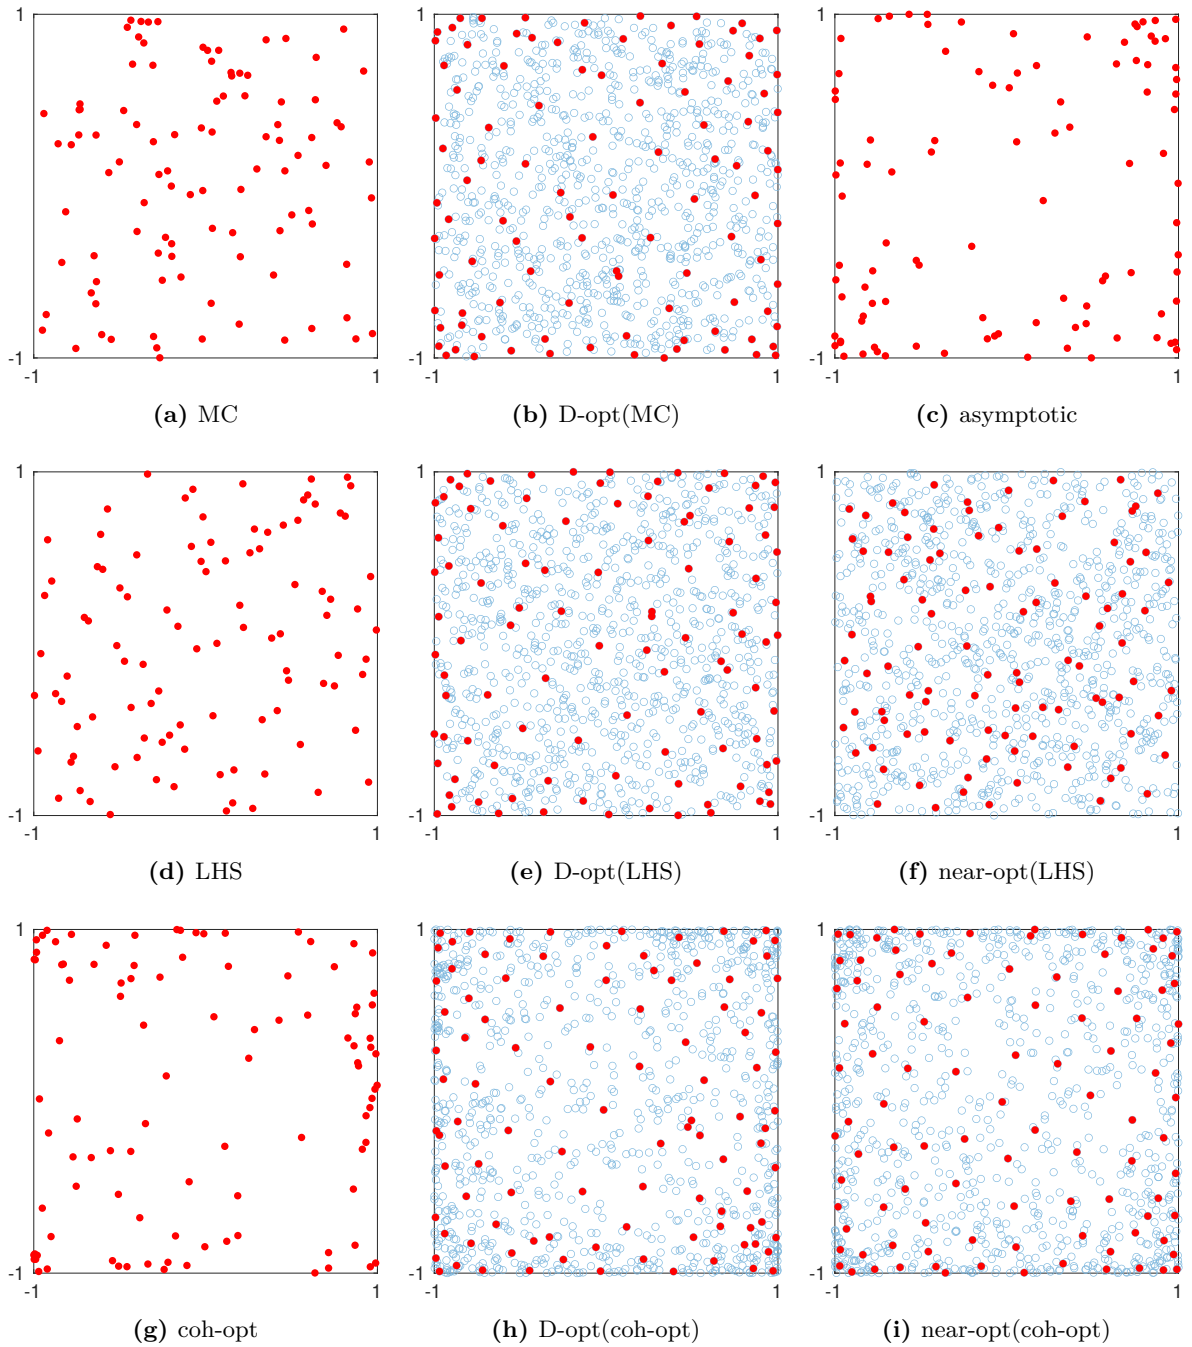 1 1 1
-1 -1 -1
-1 1 -1 1 -1 1
(a) MC (b) D-opt(MC) (c) asymptotic
1 1 1
-1 -1 -1
-1 1 -1 1 -1 1
(d) LHS (e) D-opt(LHS) (f) near-opt(LHS)
1 1 1
-1 -1 -1
-1 1 -1 1 -1 1
(g) coh-opt (h) D-opt(coh-opt) (i) near-opt(coh-opt)